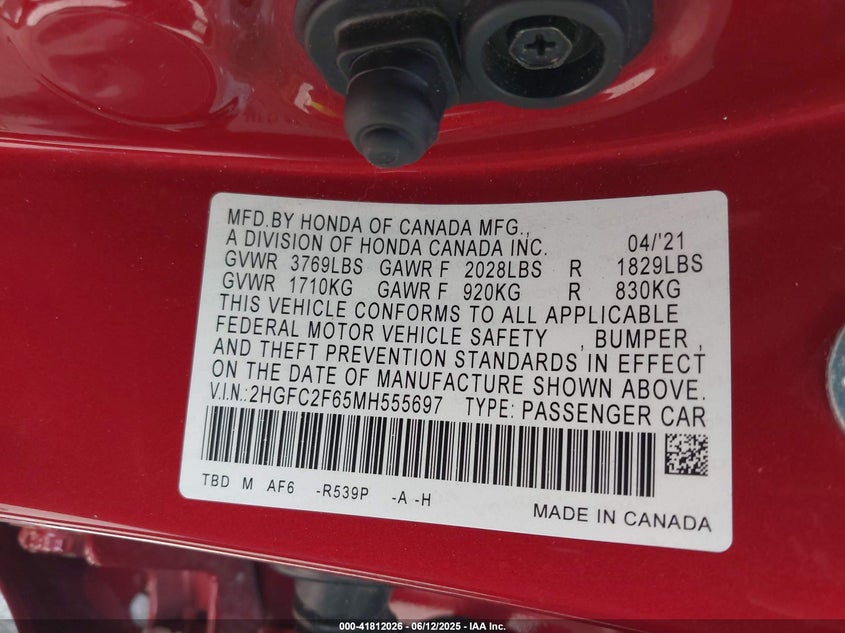 MFD.BY HONDA OF CANADA MFG.,
A DIVISION OF HONDA CANADA INC. 04/'21
GVWR 3769LBS GAWR F 2028LBS R 1829LBS
GVWR 1710KG GAWR F 920KG R 830KG
THIS VEHICLE CONFORMS TO ALL APPLICABLE
FEDERAL MOTOR VEHICLE SAFETY , BUMPER ,
AND THEFT PREVENTION STANDARDS IN EFFECT
ON THE DATE OF MANUFACTURE SHOWN ABOVE.
V.I.N.:2HGFC2F65MH555697 TYPE: PASSENGER CAR
TBD M AF6 -R539P -A -H
MADE IN CANADA
000-41812026 - 06/12/2025 - IAA Inc.